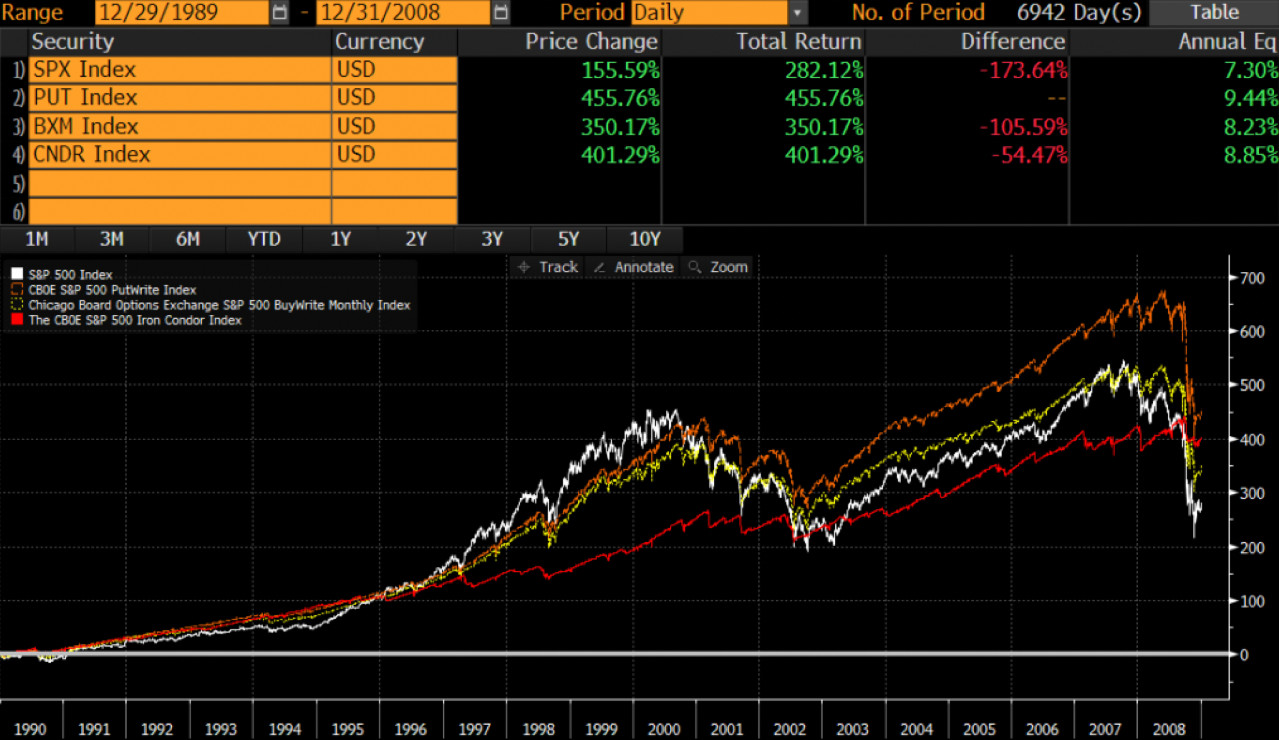 Range 12/29/1989 - 12/31/2008 Period Daily No. of Period 6942 Day(s) Table
Security Currency Price Change Total Return Difference Annual Eq
1) SPX Index USD 155.59% 282.12% -173.64% 7.30%
2) PUT Index USD 455.76% 455.76% -- 9.44%
3) BXM Index USD 350.17% 350.17% -105.59% 8.23%
4) CNDR Index USD 401.29% 401.29% -54.47% 8.85%
5)
6)
1M 3M 6M YTD 1Y 2Y 3Y 5Y 10Y
Track Annotate Zoom
S&P 500 Index
CBOE S&P 500 PutWrite Index
Chicago Board Options Exchange S&P 500 BuyWrite Monthly Index
The CBOE S&P 500 Iron Condor Index
700
600
500
400
300
200
100
0
1990 1991 1992 1993 1994 1995 1996 1997 1998 1999 2000 2001 2002 2003 2004 2005 2006 2007 2008